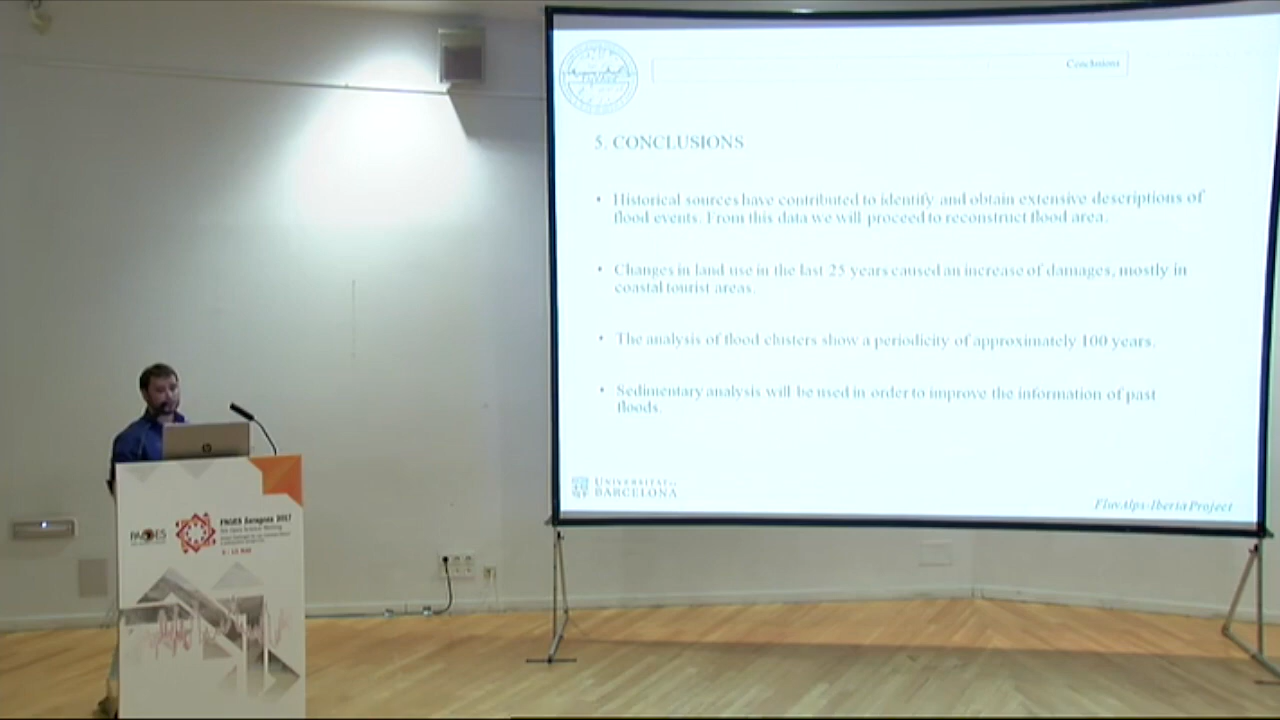 Conclusions
5. CONCLUSIONS
• Historical sources have contributed to identify and obtain extensive descriptions of
flood events. From this data we will proceed to reconstruct flood area.
• Changes in land use in the last 25 years caused an increase of damages, mostly in
coastal tourist areas.
• The analysis of flood clusters show a periodicity of approximately 100 years.
• Sedimentary analysis will be used in order to improve the information of past
floods.
UNIVERSITAT DE
BARCELONA
FluvAlps-Iberia Project
hp
PAGES
PAGES Zaragoza 2017